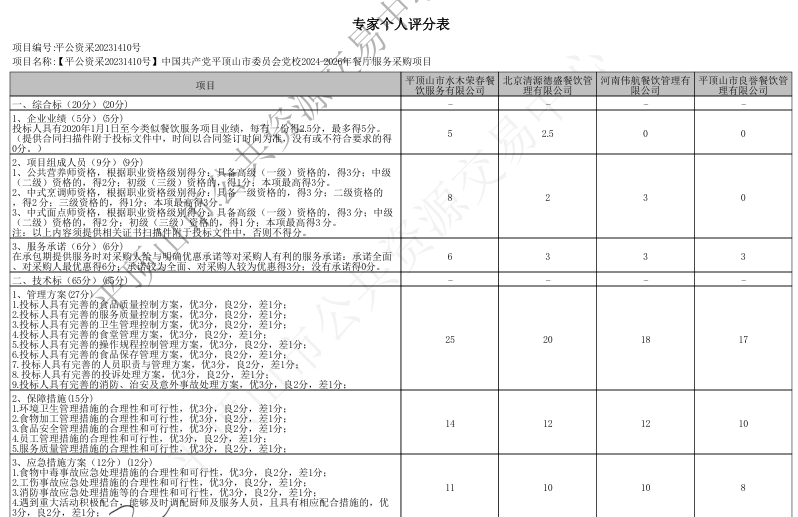 专家个人评分表
项目编号:平公资采20231410号
项目名称:【平公资采20231410号】中国共产党平顶山市委员会党校2024-2026年餐厅服务采购项目
项目
平顶山市水木荣春餐
饮服务有限公司
北京清源德盛餐饮管
理有限公司
河南伟航餐饮管理有
限公司
平顶山市良誉餐饮管
理有限公司
一、综合标（20分）(20分)
－ － － －
1、企业业绩（5分）(5分)
投标人具有2020年1月1日至今类似餐饮服务项目业绩，每有一份得2.5分，最多得5分。
（提供合同扫描件附于投标文件中，时间以合同签订时间为准，没有或不符合要求的得
0分。）
5 2.5 0 0
2、项目组成人员（9分）(9分)
1、公共营养师资格，根据职业资格级别得分：具备高级（一级）资格的，得3分；中级
（二级）资格的，得2分；初级（三级）资格的，得1分；本项最高得3分。
2、中式烹调师资格，根据职业资格级别得分：具备一级资格的，得3 分；二级资格的
，得2 分；三级资格的，得1分；本项最高得3分。
3、中式面点师资格，根据职业资格级别得分：具备高级（一级）资格的，得3 分；中级
（二级）资格的，得2 分；初级（三级）资格的，得1 分；本项最高得3 分。
注：以上内容须提供相关证书扫描件附于投标文件中，否则不得分。
8 2 3 0
3、服务承诺（6分）(6分)
在承包期提供服务时对采购人给与明确优惠承诺等对采购人有利的服务承诺：承诺全面
、对采购人最优惠得6分；承诺较为全面、对采购人较为优惠得3分；没有承诺得0分。
6 3 3 3
二、技术标（65分）(65分)
－ － － －
1、管理方案(27分)
1.投标人具有完善的食品质量控制方案，优3分，良2分，差1分；
2.投标人具有完善的服务质量控制方案，优3分，良2分，差1分；
3.投标人具有完善的卫生管理控制方案，优3分，良2分，差1分；
4.投标人具有完善的食堂管理方案，优3分，良2分，差1分；
5.投标人具有完善的操作规程控制管理方案，优3分，良2分，差1分；
6.投标人具有完善的食品保存管理方案，优3分，良2分，差1分；
7.投标人具有完善的人员职责与管理方案，优3分，良2分，差1分；
8.投标人具有完善的投诉处理方案，优3分，良2分，差1分；
9.投标人具有完善的消防、治安及意外事故处理方案，优3分，良2分，差1分；
25 20 18 17
2、保障措施(15分)
1.环境卫生管理措施的合理性和可行性，优3分，良2分，差1分；
2.食物加工管理措施的合理性和可行性，优3分，良2分，差1分；
3.食品安全管理措施的合理性和可行性，优3分，良2分，差1分；
4.员工管理措施的合理性和可行性，优3分，良2分，差1分；
5.服务质量管理措施的合理性和可行性，优3分，良2分，差1分；
14 12 12 10
3、应急措施方案（12分）(12分)
1.食物中毒事故应急处理措施的合理性和可行性，优3分，良2分，差1分；
2.工伤事故应急处理措施的合理性和可行性，优3分，良2分，差1分；
3.消防事故应急处理措施等的合理性和可行性，优3分，良2分，差1分；
4.遇到重大活动积极配合，能够及时调配厨师及服务人员，且具有相应配合措施的，优
3分，良2分，差1分；
11 10 10 8